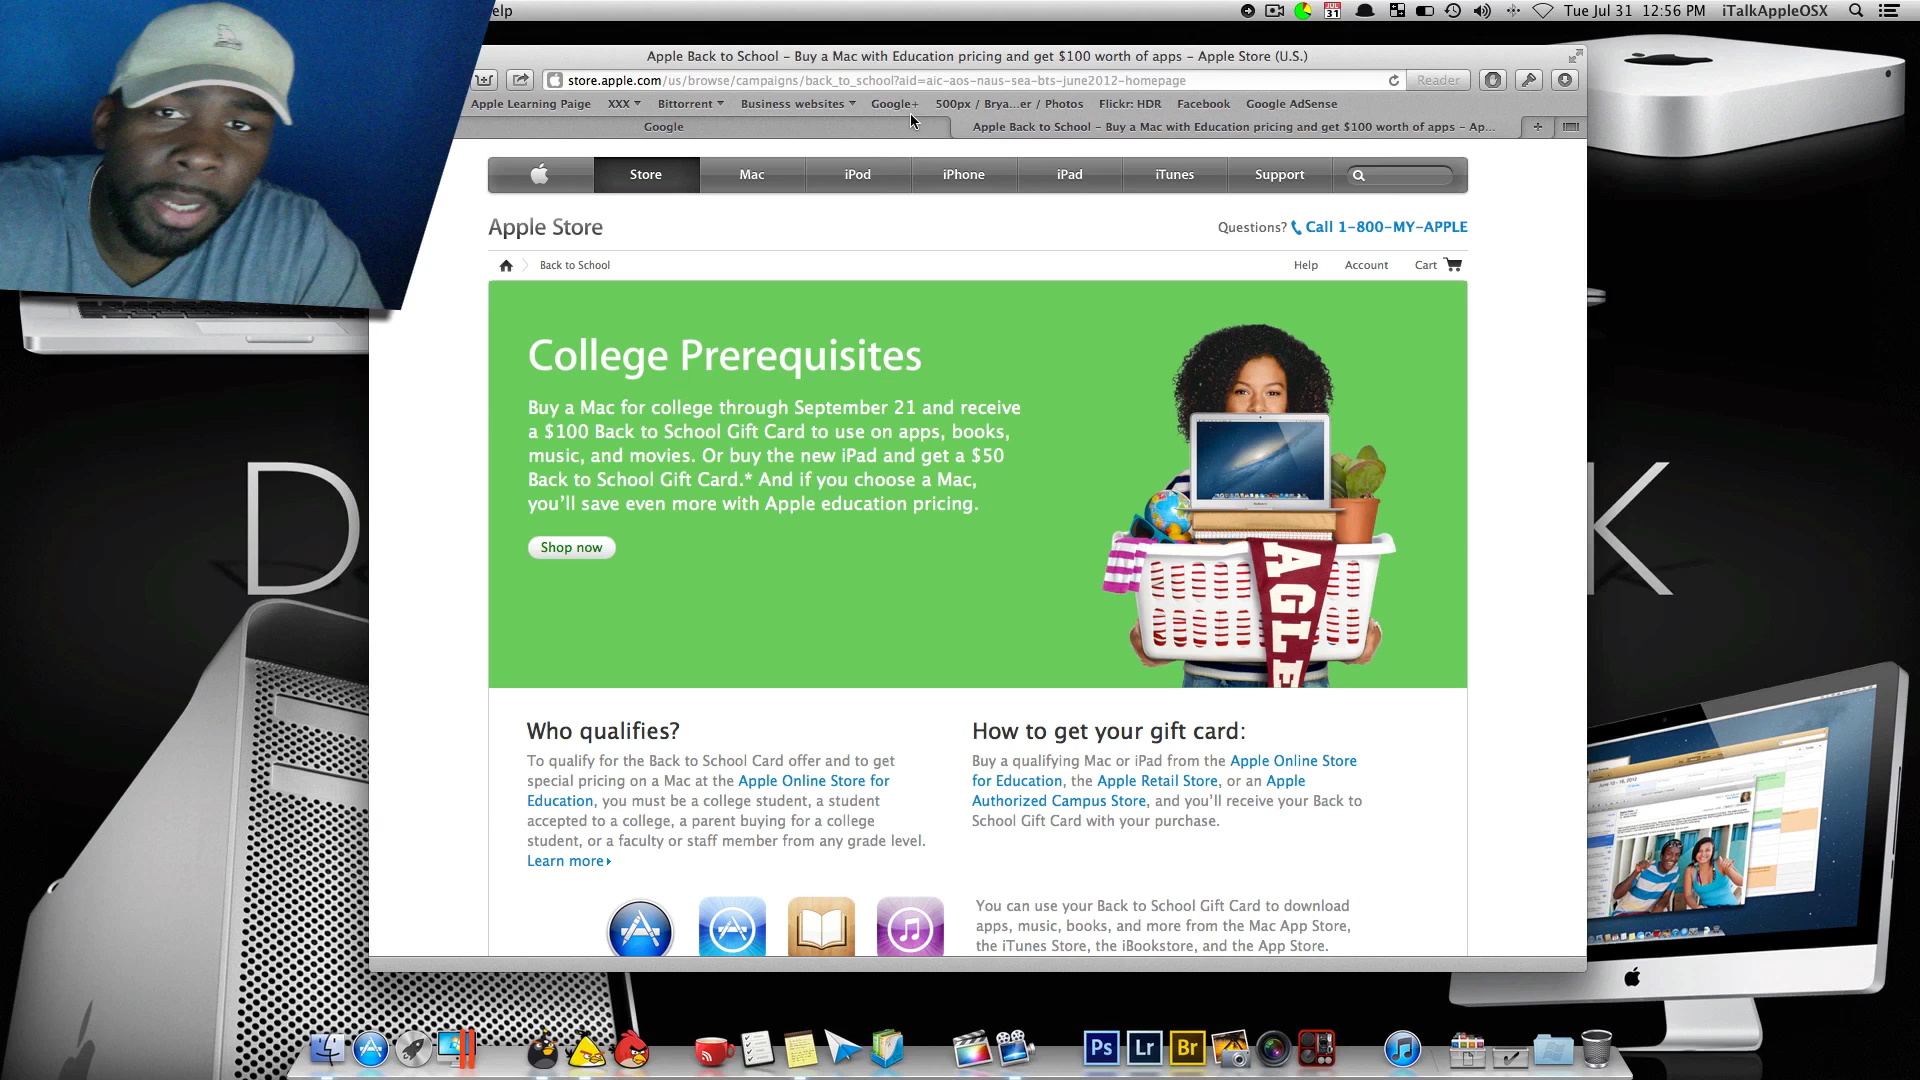 elp
JUL
31
Tue Jul 31 12:56 PM iTalkAppleOSX
Apple Back to School – Buy a Mac with Education pricing and get $100 worth of apps – Apple Store (U.S.)
store.apple.com/us/browse/campaigns/back_to_school?aid=aic-aos-naus-sea-bts-june2012-homepage
Reader
Apple Learning Paige XXX Bittorrent Business websites Google+ 500px / Brya...er / Photos Flickr: HDR Facebook Google AdSense
Google
Apple Back to School – Buy a Mac with Education pricing and get $100 worth of apps – Ap...
Store Mac iPod iPhone iPad iTunes Support
Apple Store
Questions? Call 1-800-MY-APPLE
Back to School
Help Account Cart
College Prerequisites
Buy a Mac for college through September 21 and receive
a $100 Back to School Gift Card to use on apps, books,
music, and movies. Or buy the new iPad and get a $50
Back to School Gift Card.* And if you choose a Mac,
you'll save even more with Apple education pricing.
Shop now
AGLE
D
K
Who qualifies?
To qualify for the Back to School Card offer and to get
special pricing on a Mac at the Apple Online Store for
Education, you must be a college student, a student
accepted to a college, a parent buying for a college
student, or a faculty or staff member from any grade level.
Learn more
How to get your gift card:
Buy a qualifying Mac or iPad from the Apple Online Store
for Education, the Apple Retail Store, or an Apple
Authorized Campus Store, and you'll receive your Back to
School Gift Card with your purchase.
You can use your Back to School Gift Card to download
apps, music, books, and more from the Mac App Store,
the iTunes Store, the iBookstore, and the App Store.
Ps
Lr
Br